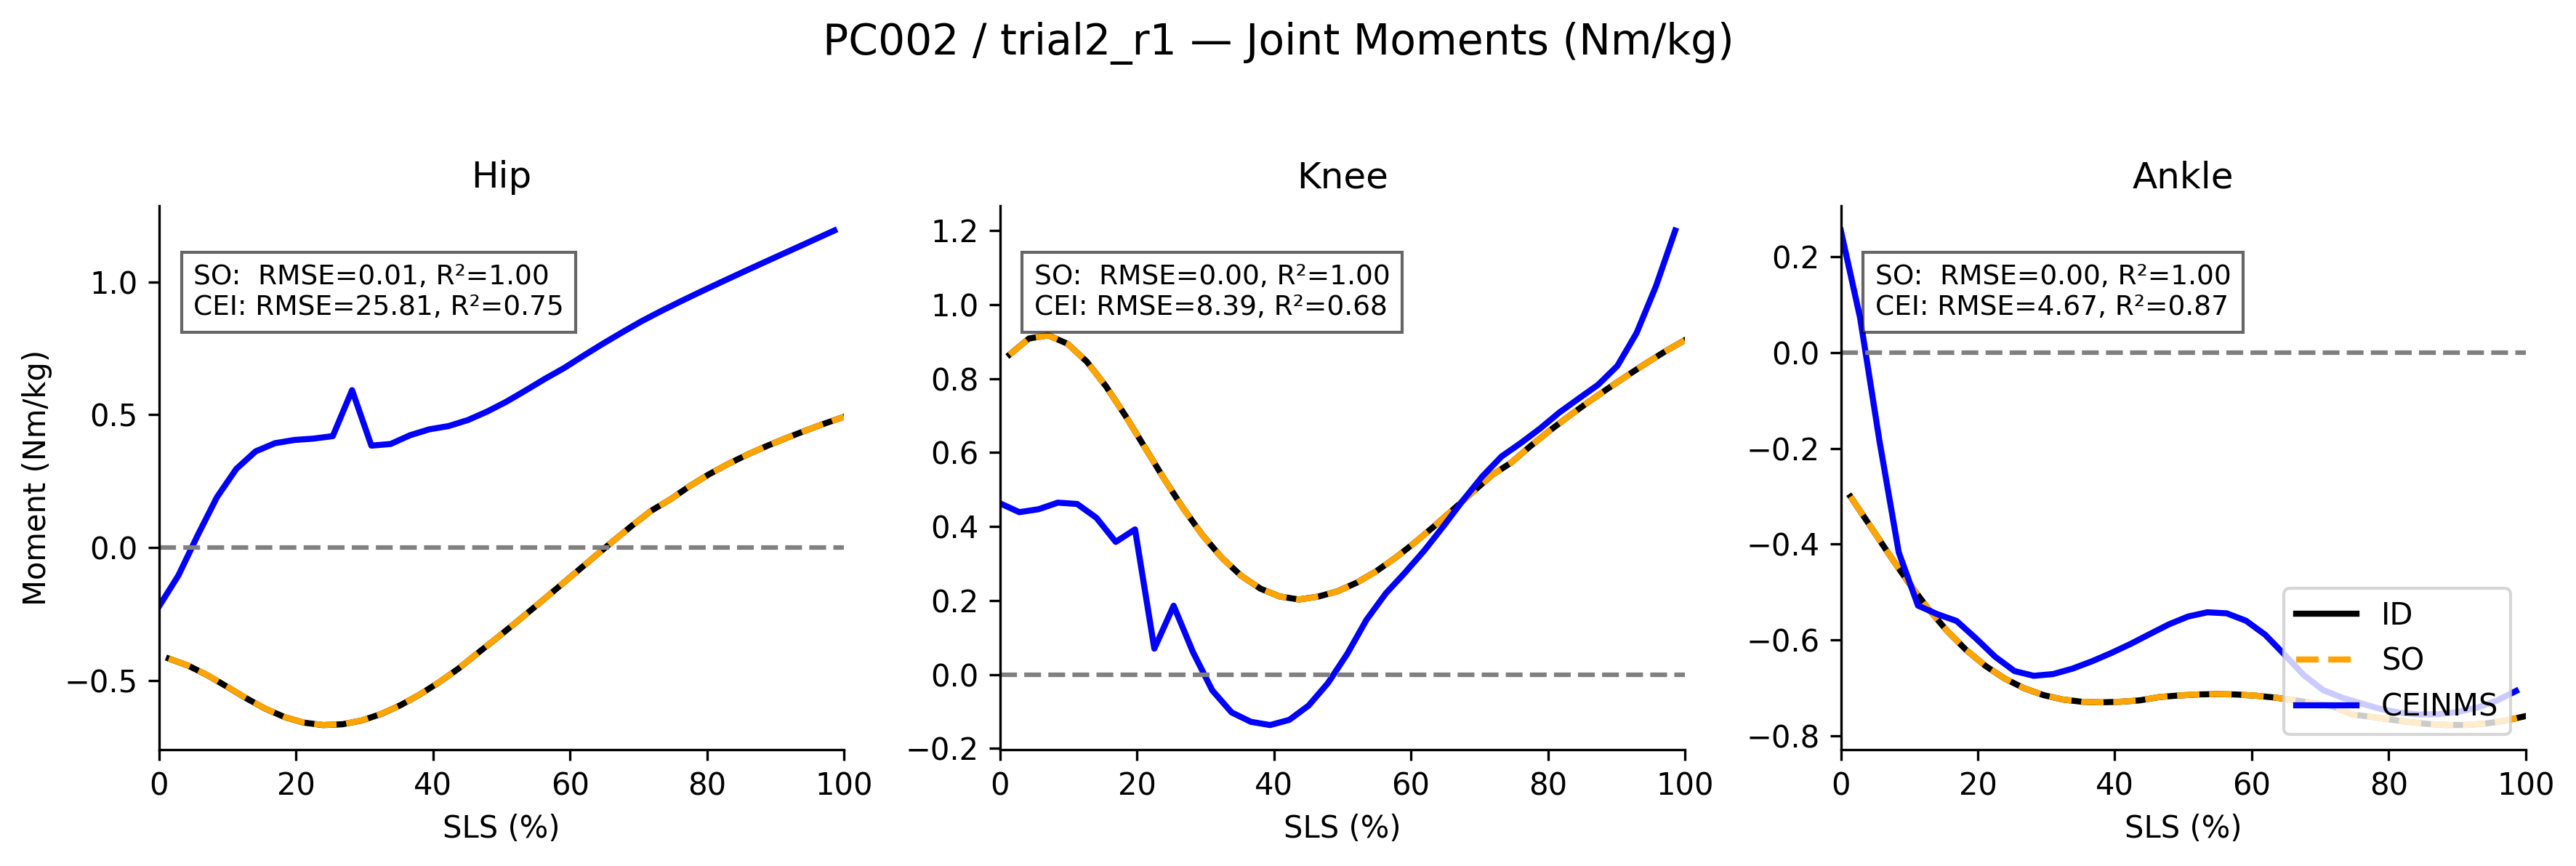 PC002 / trial2_r1 — Joint Moments (Nm/kg)
Hip
Knee
Ankle
Moment (Nm/kg)
1.0
0.5
0.0
−0.5
SO:  RMSE=0.01, R²=1.00
CEI: RMSE=25.81, R²=0.75
0 20 40 60 80 100
SLS (%)
1.2
1.0
0.8
0.6
0.4
0.2
0.0
−0.2
SO:  RMSE=0.00, R²=1.00
CEI: RMSE=8.39, R²=0.68
0 20 40 60 80 100
SLS (%)
0.2
0.0
−0.2
−0.4
−0.6
−0.8
SO:  RMSE=0.00, R²=1.00
CEI: RMSE=4.67, R²=0.87
ID
SO
CEINMS
0 20 40 60 80 100
SLS (%)